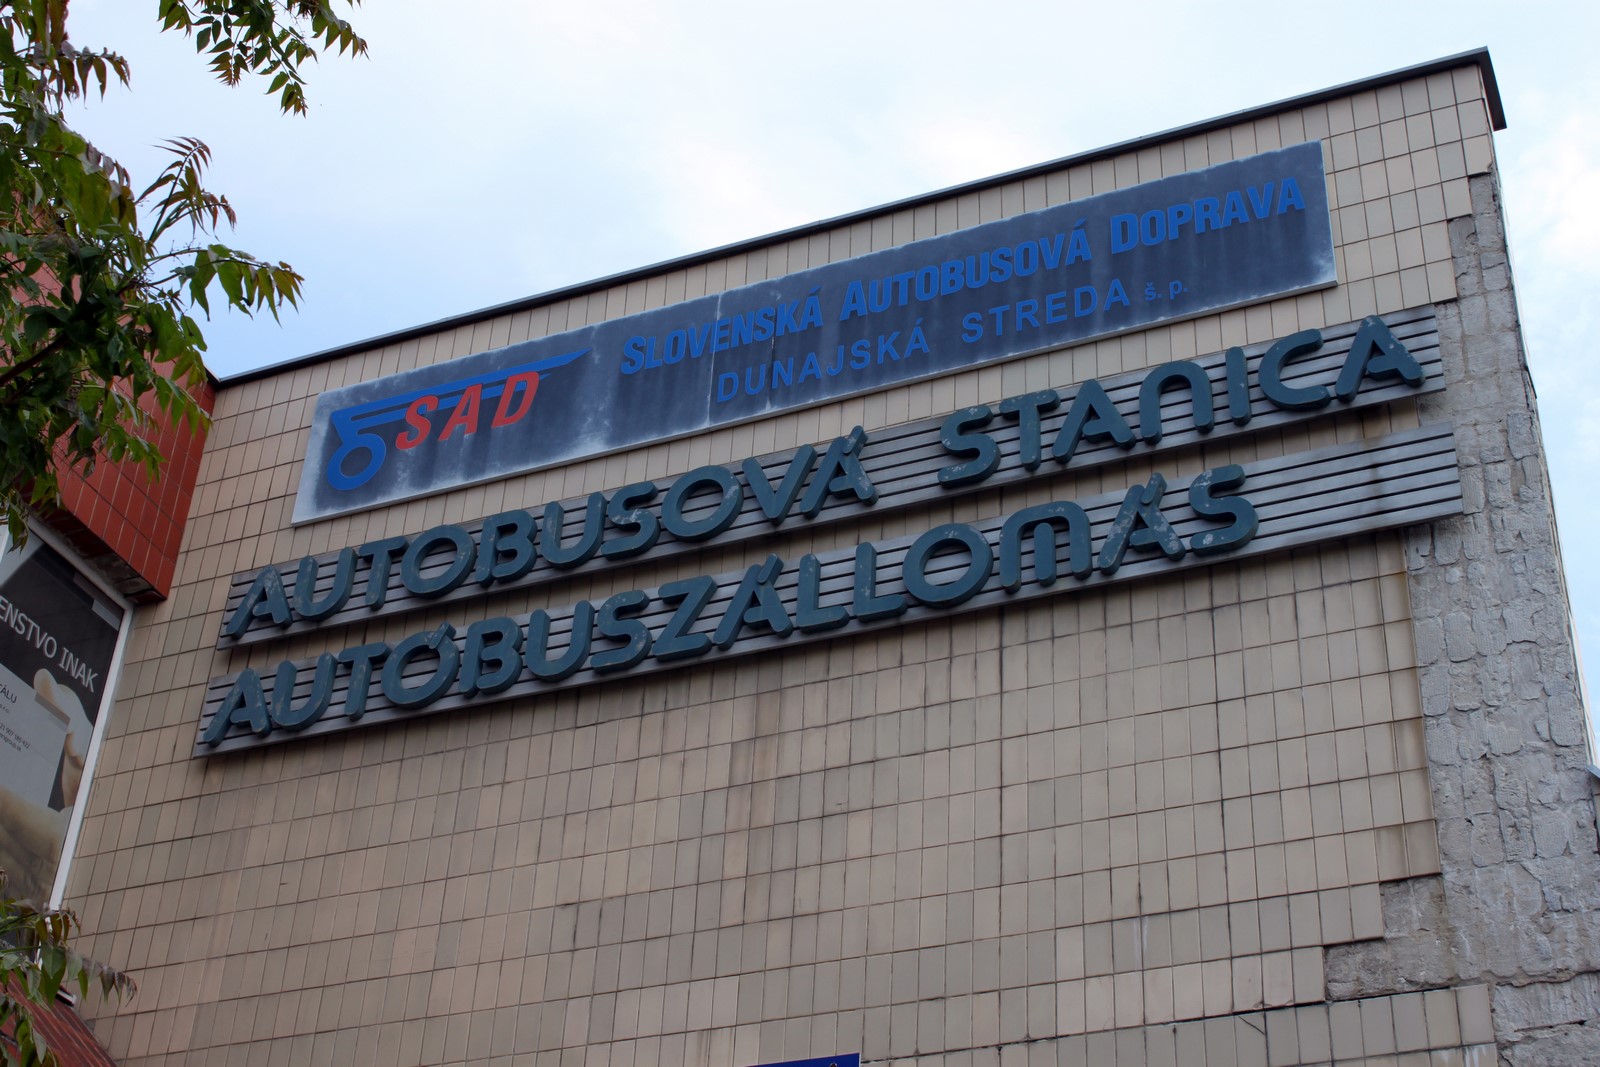 SAD
SLOVENSKÁ AUTOBUSOVÁ DOPRAVA
DUNAJSKÁ STREDA š. p.
AUTOBUSOVÁ STANICA
AUTÓBUSZÁLLOMÁS
ENSTVO INAK